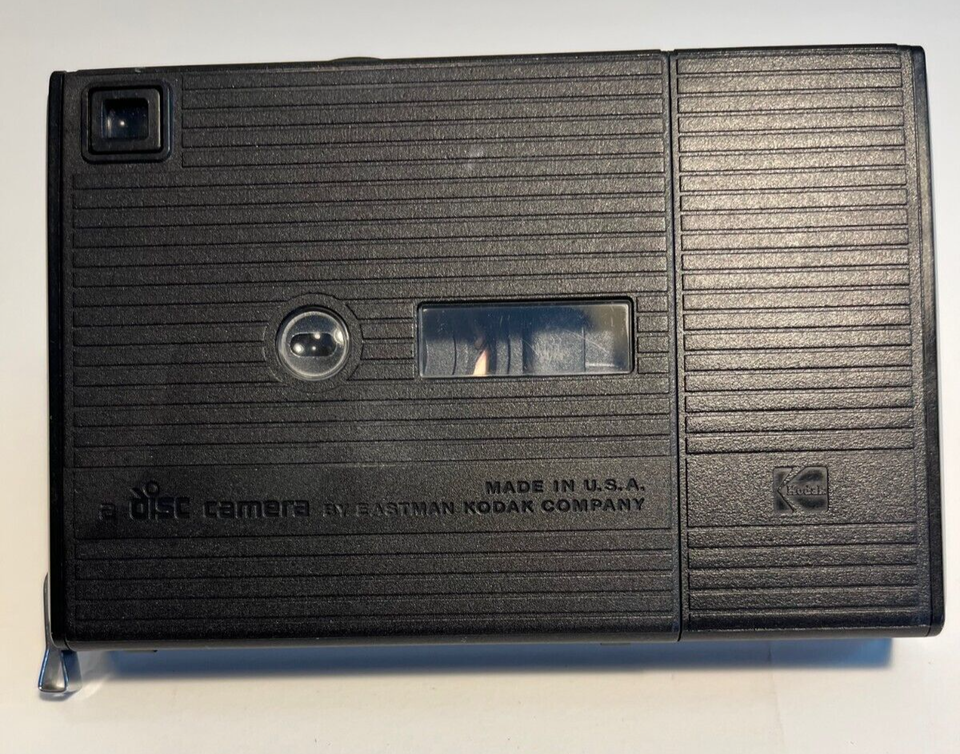 MADE IN U.S.A.
a disc camera BY EASTMAN KODAK COMPANY
Kodak